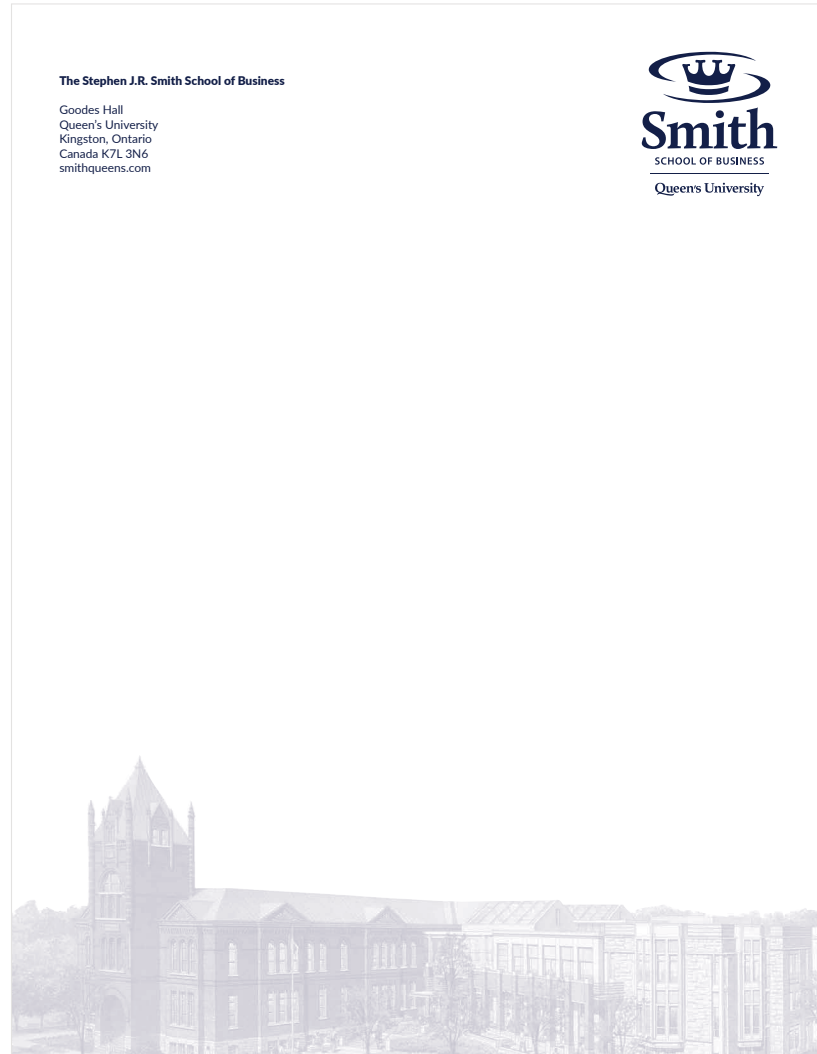 The Stephen J.R. Smith School of Business
Goodes Hall
Queen's University
Kingston, Ontario
Canada K7L 3N6
smithqueens.com
Smith
SCHOOL OF BUSINESS
Queen's University